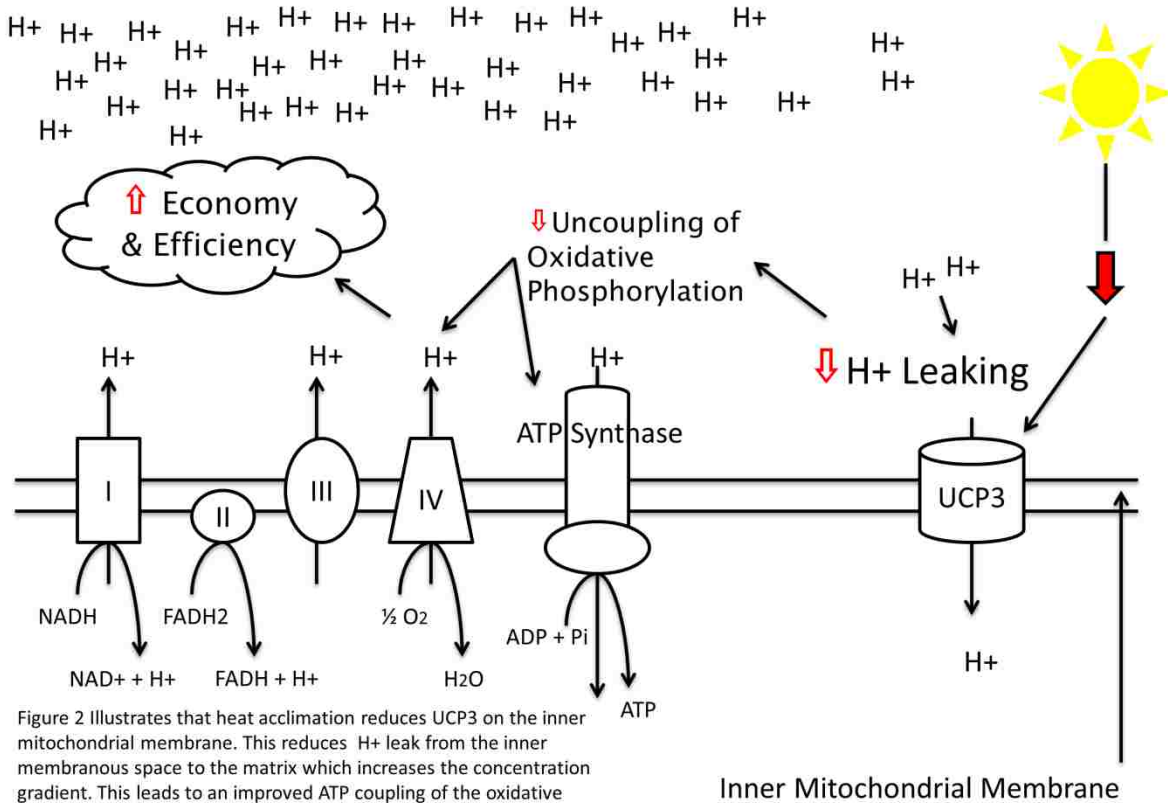 H+ H+ H+ H+ H+ H+ H+ H+ H+ H+ H+ H+
H+ H+ H+ H+ H+ H+
H+ H+ H+ H+ H+ H+
H+ H+ H+ H+ H+ H+ H+ H+ H+ H+
H+ H+ H+ H+ H+ H+ H+ H+
H+ H+ H+
Economy
& Efficiency
Uncoupling of
Oxidative
Phosphorylation
H+ H+
H+ Leaking
H+ H+ H+ H+
ATP Synthase
I
II
III
IV
UCP3
NADH
FADH2
½ O2
ADP + Pi
NAD+ + H+
FADH + H+
H2O
ATP
H+
Figure 2 Illustrates that heat acclimation reduces UCP3 on the inner
mitochondrial membrane. This reduces H+ leak from the inner
membranous space to the matrix which increases the concentration
gradient. This leads to an improved ATP coupling of the oxidative
Inner Mitochondrial Membrane